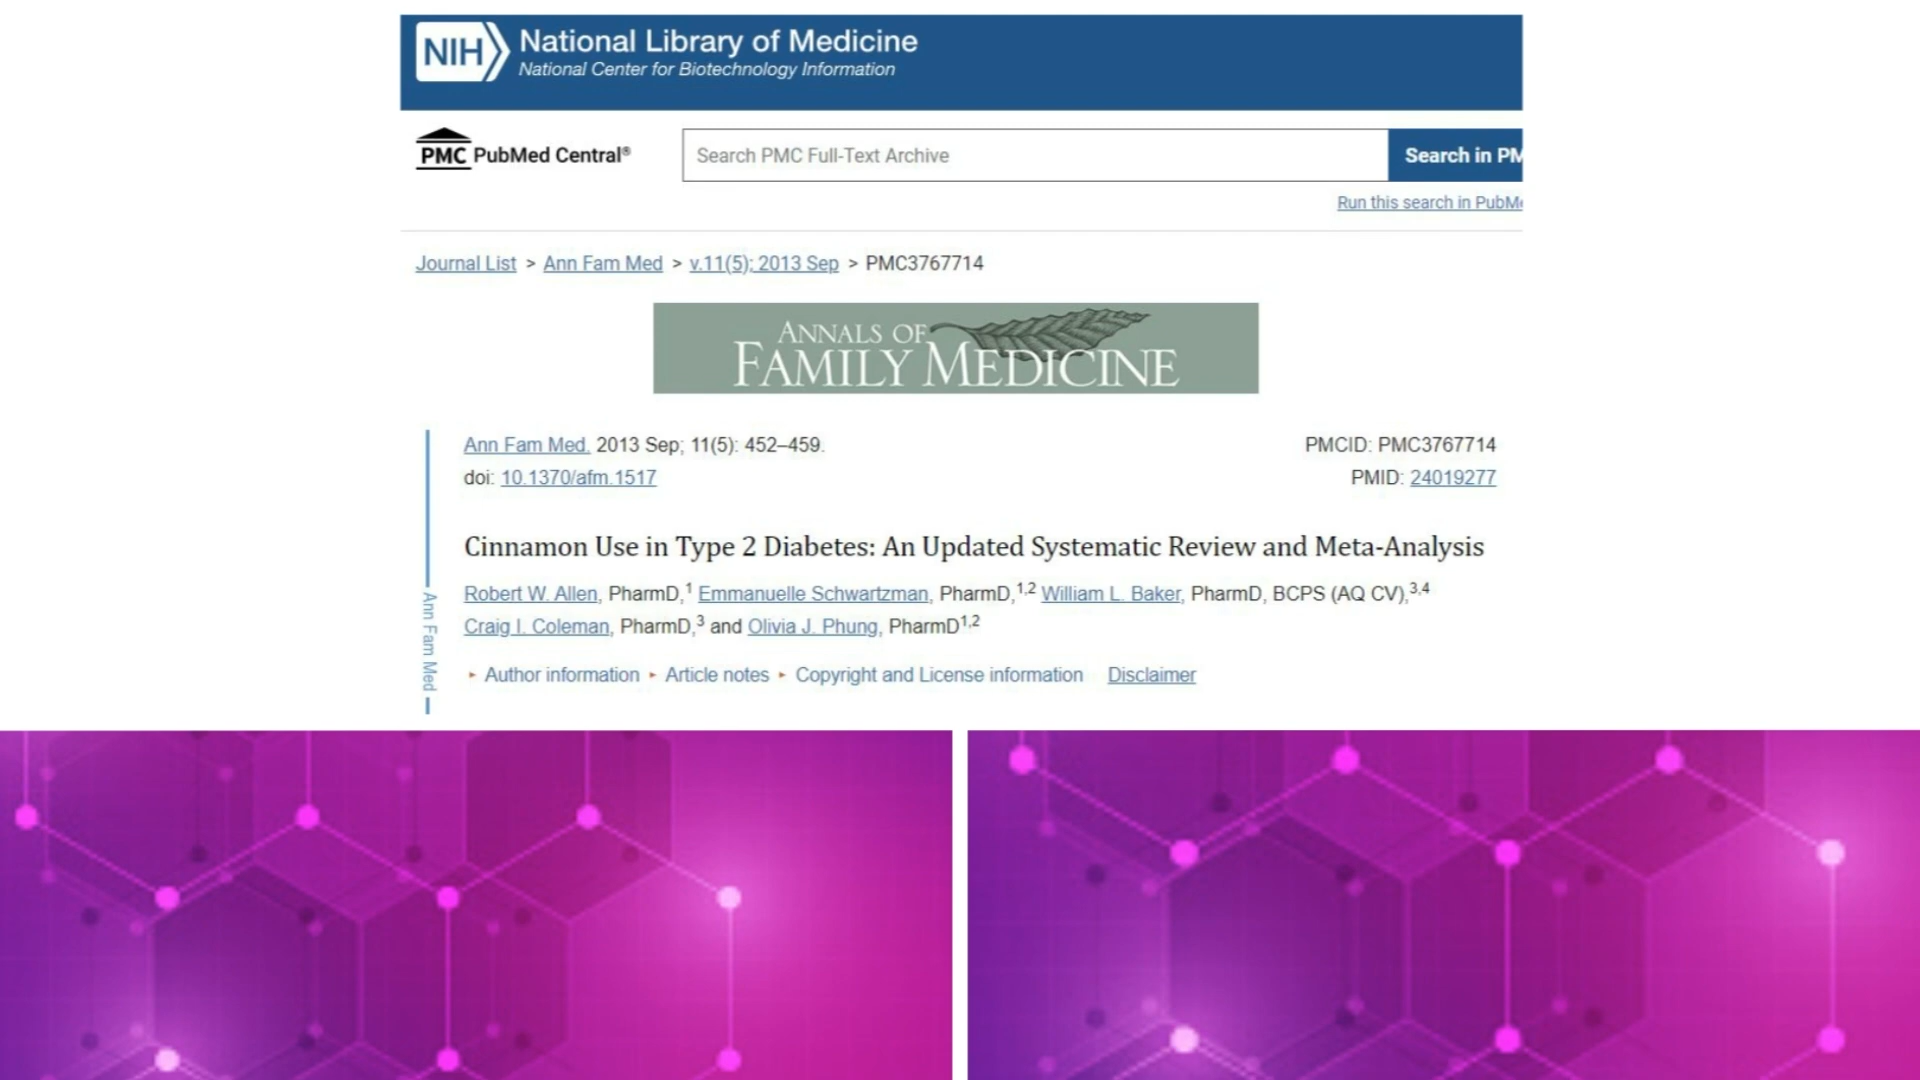 NIH National Library of Medicine
National Center for Biotechnology Information
PMC PubMed Central®
Search PMC Full-Text Archive
Search in PM
Run this search in PubMe
Journal List > Ann Fam Med > v.11(5); 2013 Sep > PMC3767714
ANNALS OF
FAMILY MEDICINE
Ann Fam Med. 2013 Sep; 11(5): 452–459.
PMCID: PMC3767714
doi: 10.1370/afm.1517
PMID: 24019277
Cinnamon Use in Type 2 Diabetes: An Updated Systematic Review and Meta-Analysis
Robert W. Allen, PharmD,1 Emmanuelle Schwartzman, PharmD,1,2 William L. Baker, PharmD, BCPS (AQ CV),3,4
Craig I. Coleman, PharmD,3 and Olivia J. Phung, PharmD1,2
Author information ▸ Article notes ▸ Copyright and License information Disclaimer
Ann Fam Med